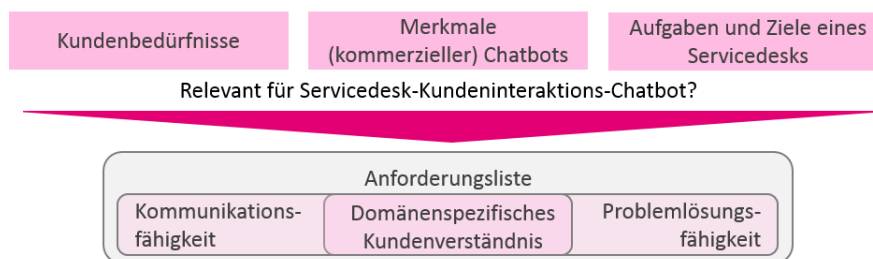 Kundenbedürfnisse
Merkmale
(kommerzieller) Chatbots
Aufgaben und Ziele eines
Servicedesks
Relevant für Servicedesk-Kundeninteraktions-Chatbot?
Anforderungsliste
Kommunikations-
fähigkeit
Domänenspezifisches
Kundenverständnis
Problemlösungs-
fähigkeit